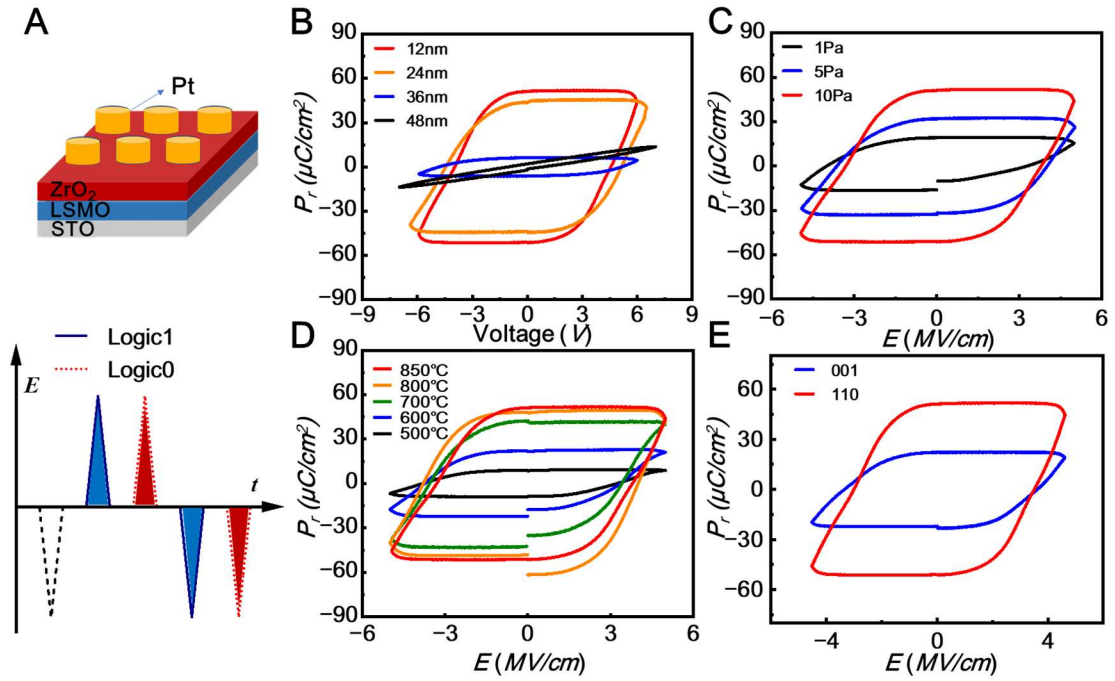 A
Pt
ZrO₂
LSMO
STO
Logic1
Logic0
E
t
B
12nm
24nm
36nm
48nm
90
60
30
0
−30
−60
−90
Pr (μC/cm²)
−9 −6 −3 0 3 6 9
Voltage (V)
C
1Pa
5Pa
10Pa
90
60
30
0
−30
−60
−90
Pr (μC/cm²)
−6 −3 0 3 6
E (MV/cm)
D
850℃
800℃
700℃
600℃
500℃
90
60
30
0
−30
−60
−90
Pr (μC/cm²)
−6 −3 0 3 6
E (MV/cm)
E
001
110
60
30
0
−30
−60
Pr (μC/cm²)
−4 0 4
E (MV/cm)